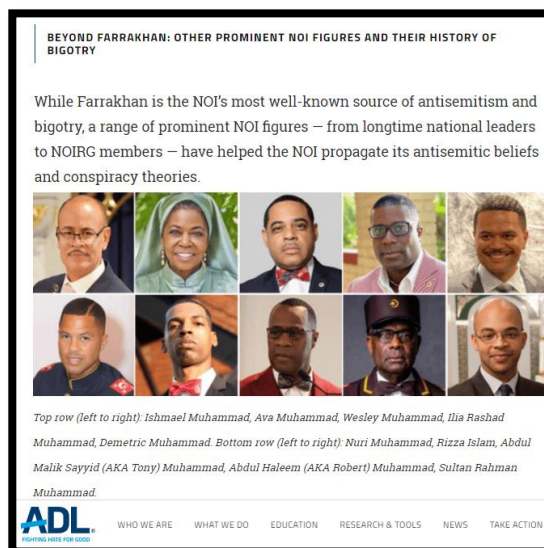 BEYOND FARRAKHAN: OTHER PROMINENT NOI FIGURES AND THEIR HISTORY OF
BIGOTRY
While Farrakhan is the NOI's most well-known source of antisemitism and
bigotry, a range of prominent NOI figures — from longtime national leaders
to NOIRG members — have helped the NOI propagate its antisemitic beliefs
and conspiracy theories.
Top row (left to right): Ishmael Muhammad, Ava Muhammad, Wesley Muhammad, Ilia Rashad
Muhammad, Demetric Muhammad. Bottom row (left to right): Nuri Muhammad, Rizza Islam, Abdul
Malik Sayyid (AKA Tony) Muhammad, Abdul Haleem (AKA Robert) Muhammad, Sultan Rahman
Muhammad.
ADL
FIGHTING HATE FOR GOOD
WHO WE ARE WHAT WE DO EDUCATION RESEARCH & TOOLS NEWS TAKE ACTION